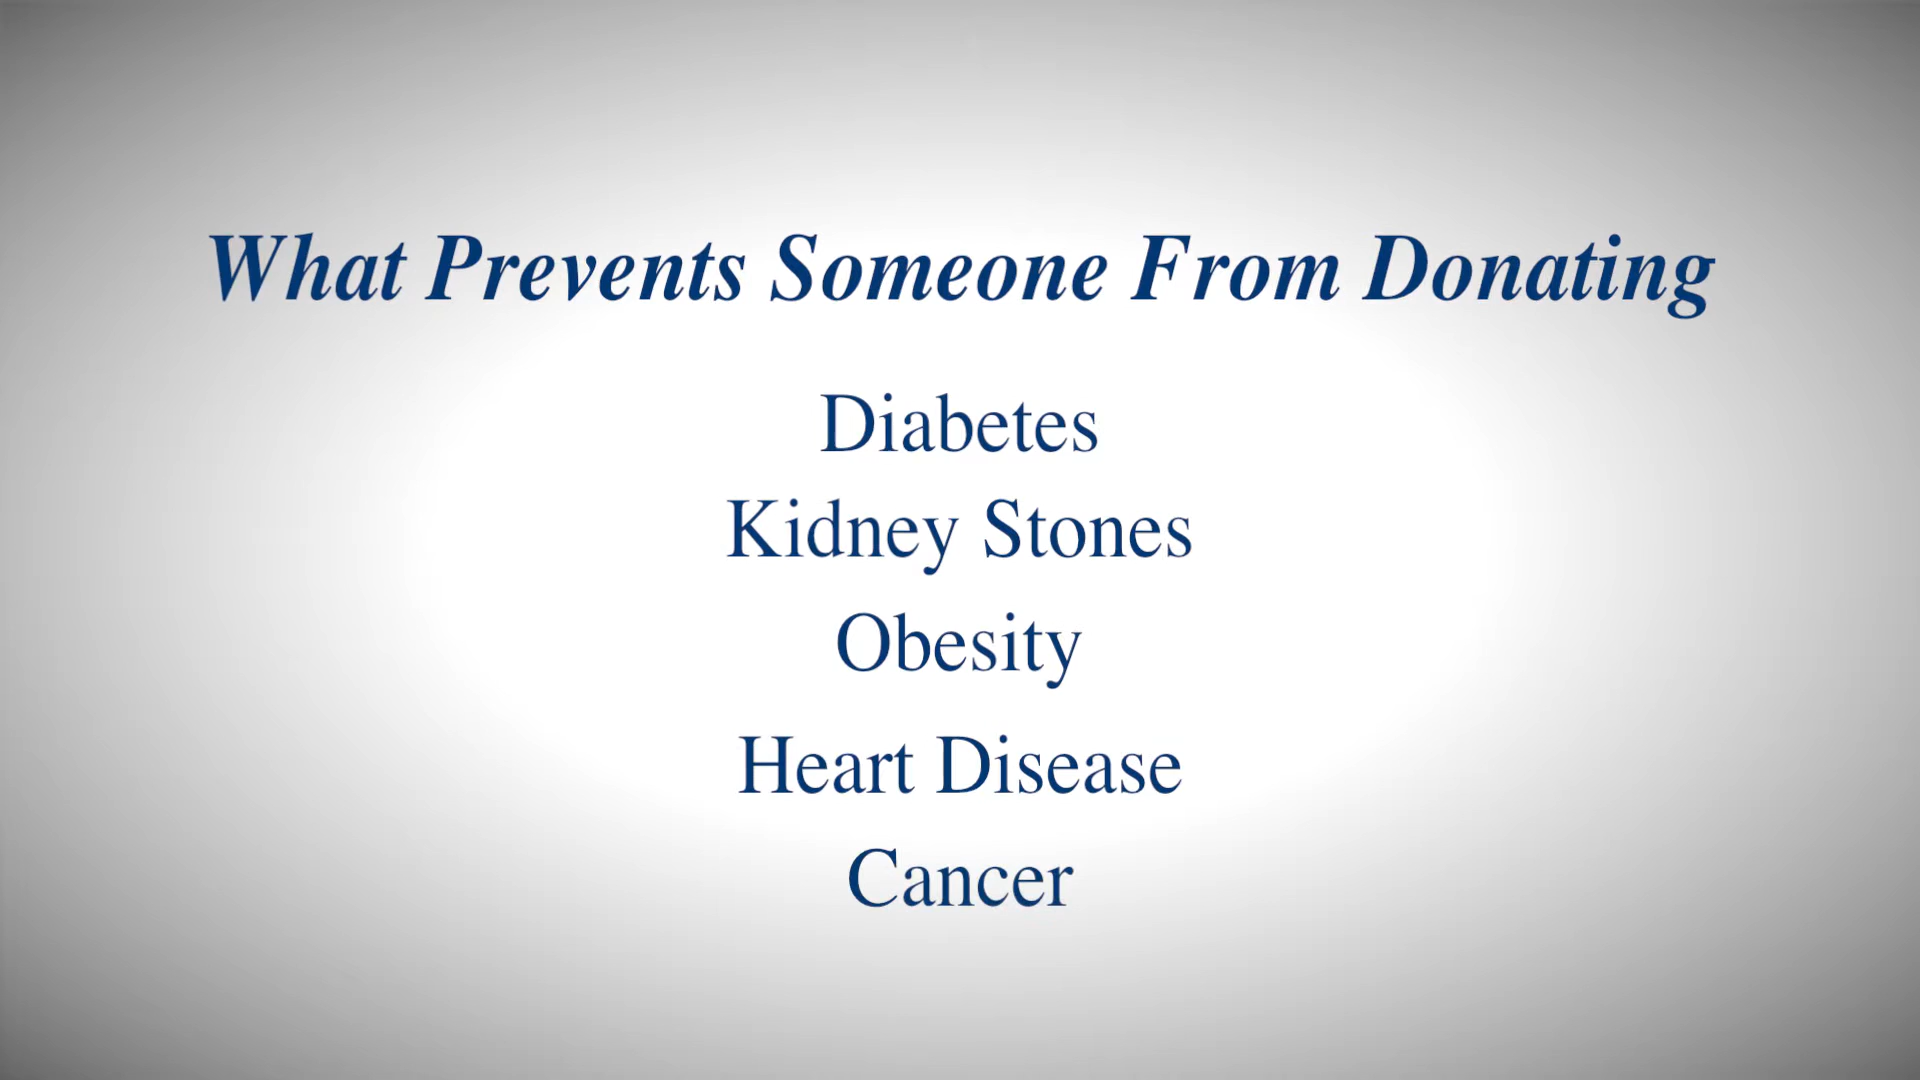 What Prevents Someone From Donating
Diabetes
Kidney Stones
Obesity
Heart Disease
Cancer